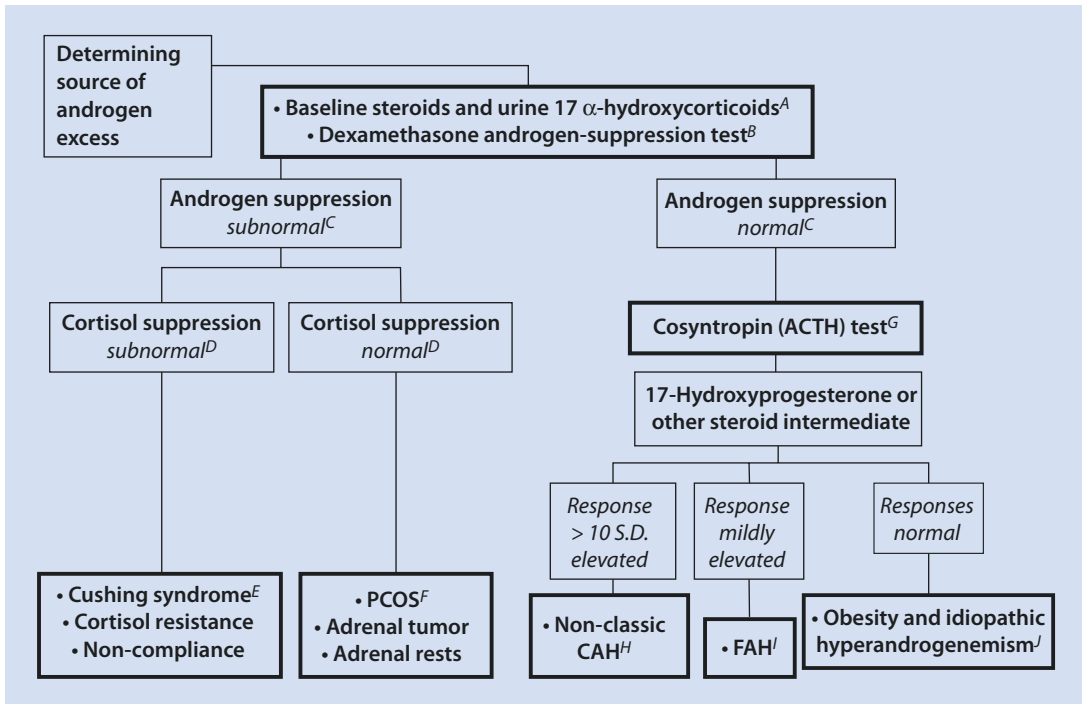 Determining
source of
androgen
excess
• Baseline steroids and urine 17 α-hydroxycorticoidsA
• Dexamethasone androgen-suppression testB
Androgen suppression
subnormalC
Androgen suppression
normalC
Cortisol suppression
subnormalD
Cortisol suppression
normalD
Cosyntropin (ACTH) testG
17-Hydroxyprogesterone or
other steroid intermediate
Response
> 10 S.D.
elevated
Response
mildly
elevated
Responses
normal
• Cushing syndromeE
• Cortisol resistance
• Non-compliance
• PCOSF
• Adrenal tumor
• Adrenal rests
• Non-classic
CAHH
• FAHI
• Obesity and idiopathic
hyperandrogenemismJ